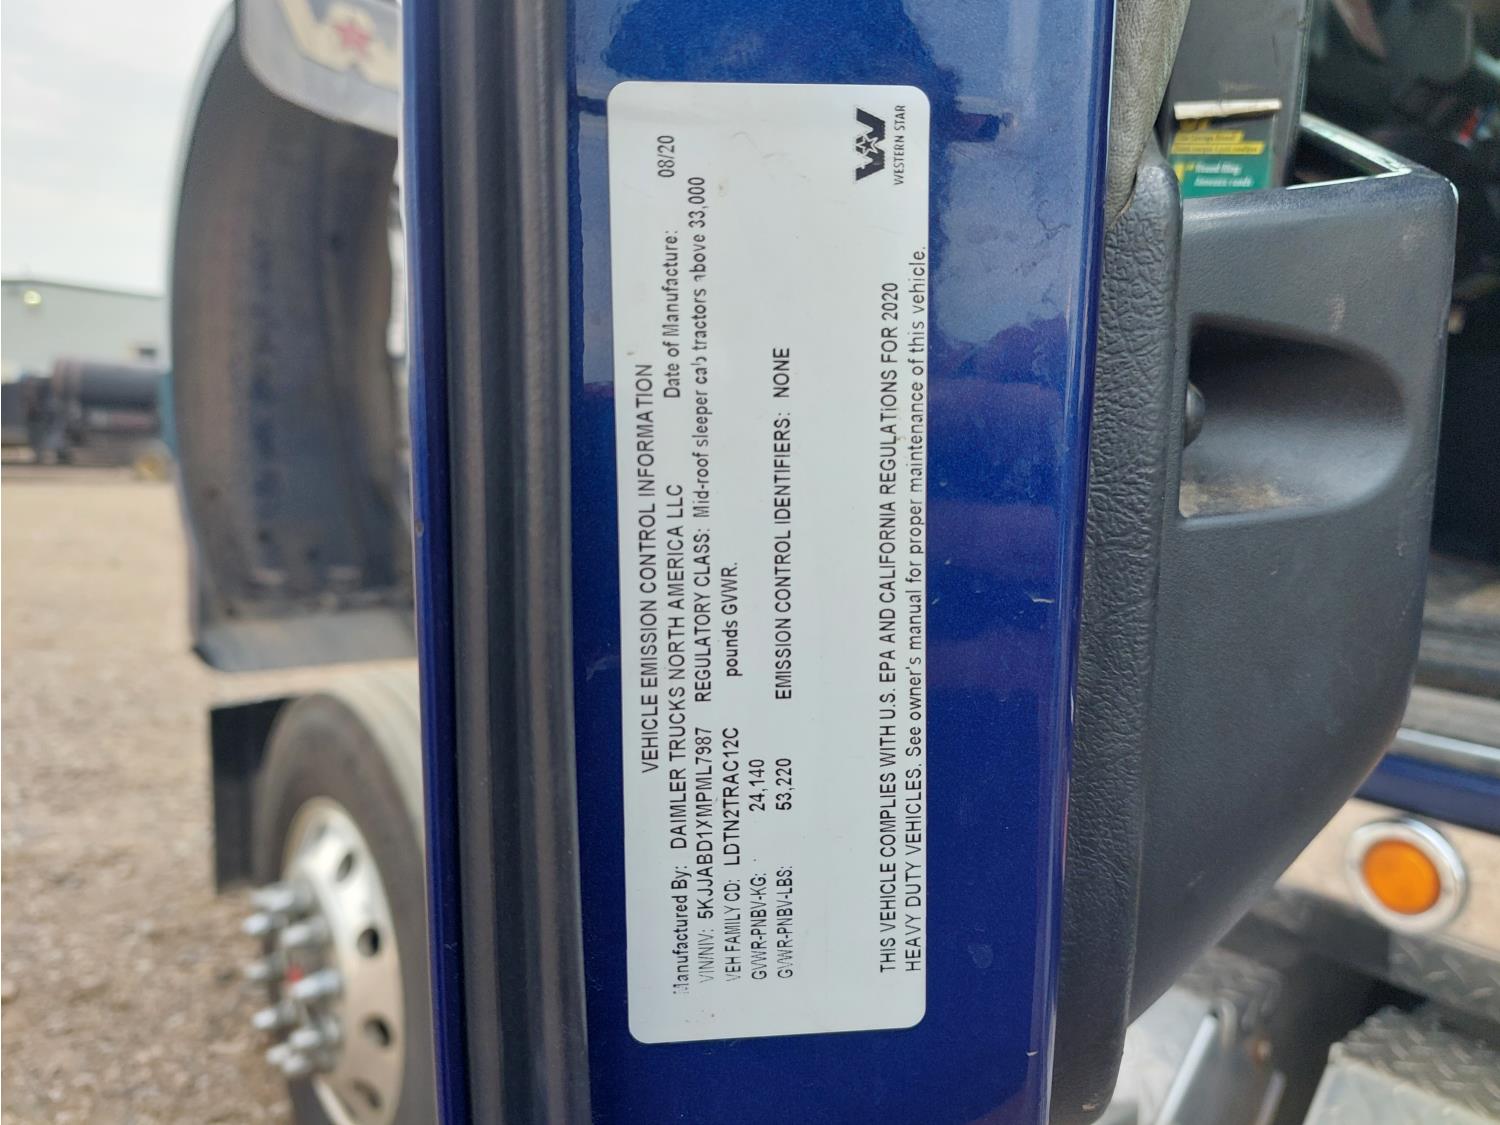 WESTERN STAR
VEHICLE EMISSION CONTROL INFORMATION
Manufactured By: DAIMLER TRUCKS NORTH AMERICA LLC Date of Manufacture: 08/20
VIN/NIV: 5KJJABD1XMPML7987 REGULATORY CLASS: Mid-roof sleeper cab tractors above 33,000
VEH FAMILY CD: LDTN2TRAC12C pounds GVWR.
GVWR-PNBV-KG: 24,140
GVWR-PNBV-LBS: 53,220 EMISSION CONTROL IDENTIFIERS: NONE
THIS VEHICLE COMPLIES WITH U.S. EPA AND CALIFORNIA REGULATIONS FOR 2020
HEAVY DUTY VEHICLES. See owner's manual for proper maintenance of this vehicle.